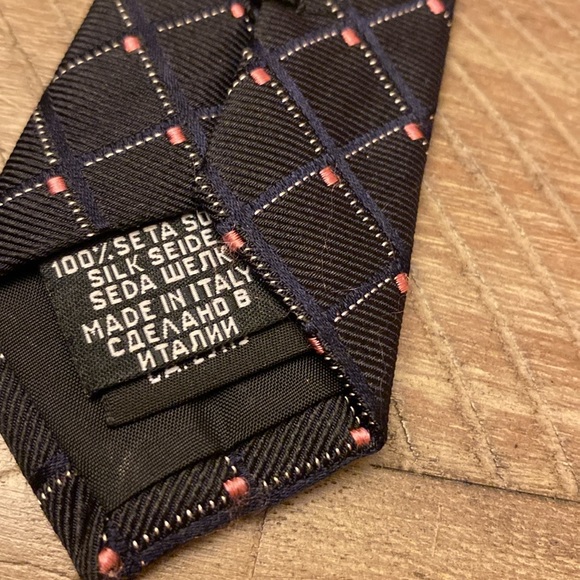 100% SETA
SILK SEIDE
SEDA ШЕЛК
MADE IN ITALY
СДЕЛАНО В
ИТАЛИИ